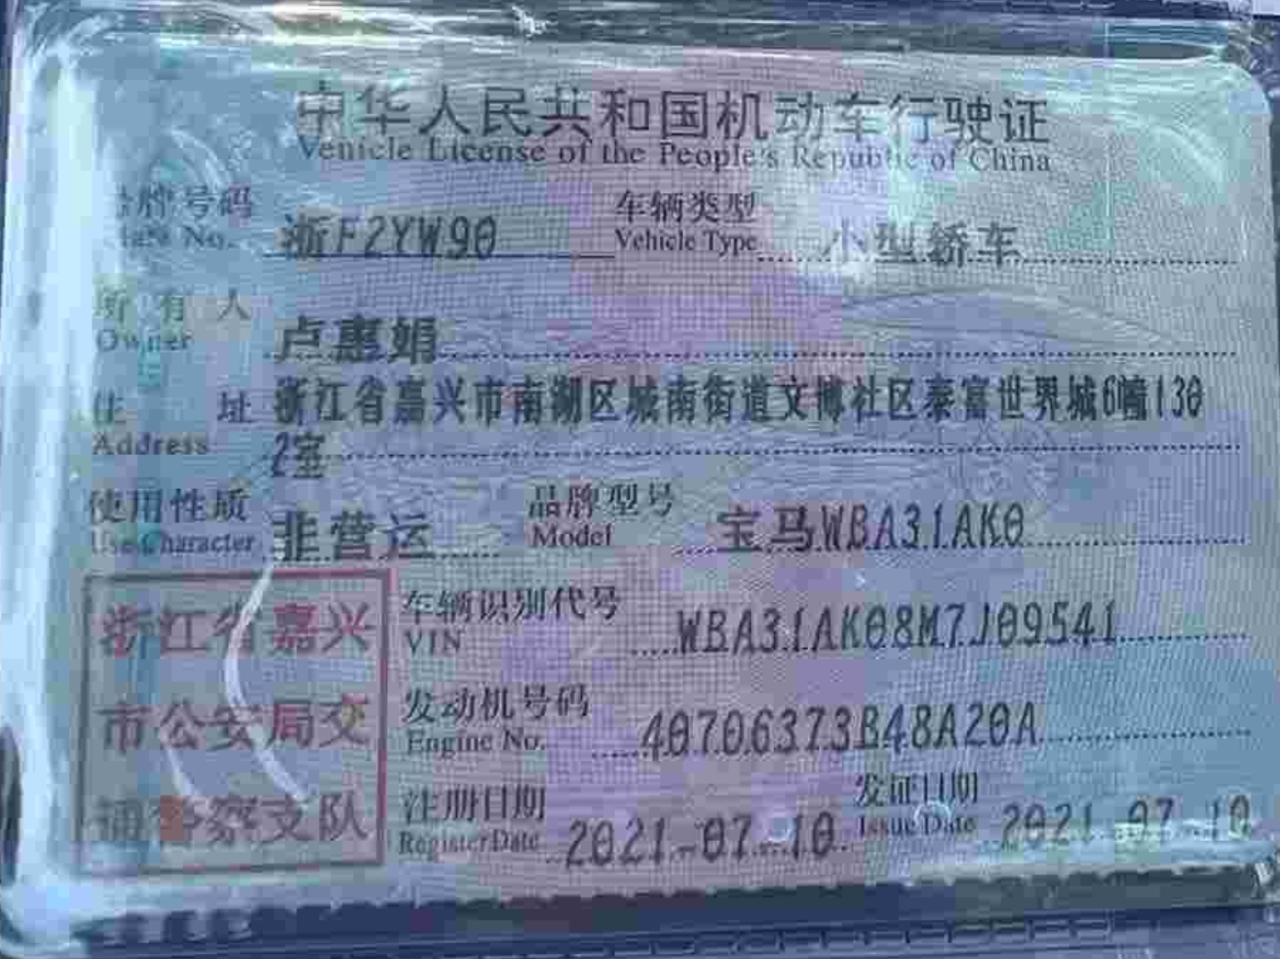 中华人民共和国机动车行驶证
Vehicle License of the People's Republic of China
号牌号码 浙F2YW90 车辆类型 小型轿车
Plate No. Vehicle Type
所有人 卢惠娟
Owner
住址 浙江省嘉兴市南湖区城南街道文博社区泰富世界城6幢130
Address 2室
使用性质 非营运 品牌型号 宝马WBA31AK0
Use Character Model
浙江省嘉兴
市公安局交
通警察支队
车辆识别代号 WBA31AK08M7J09541
VIN
发动机号码 40706373B48A20A
Engine No.
注册日期 2021-07-10 发证日期 2021-07-10
Register Date Issue Date